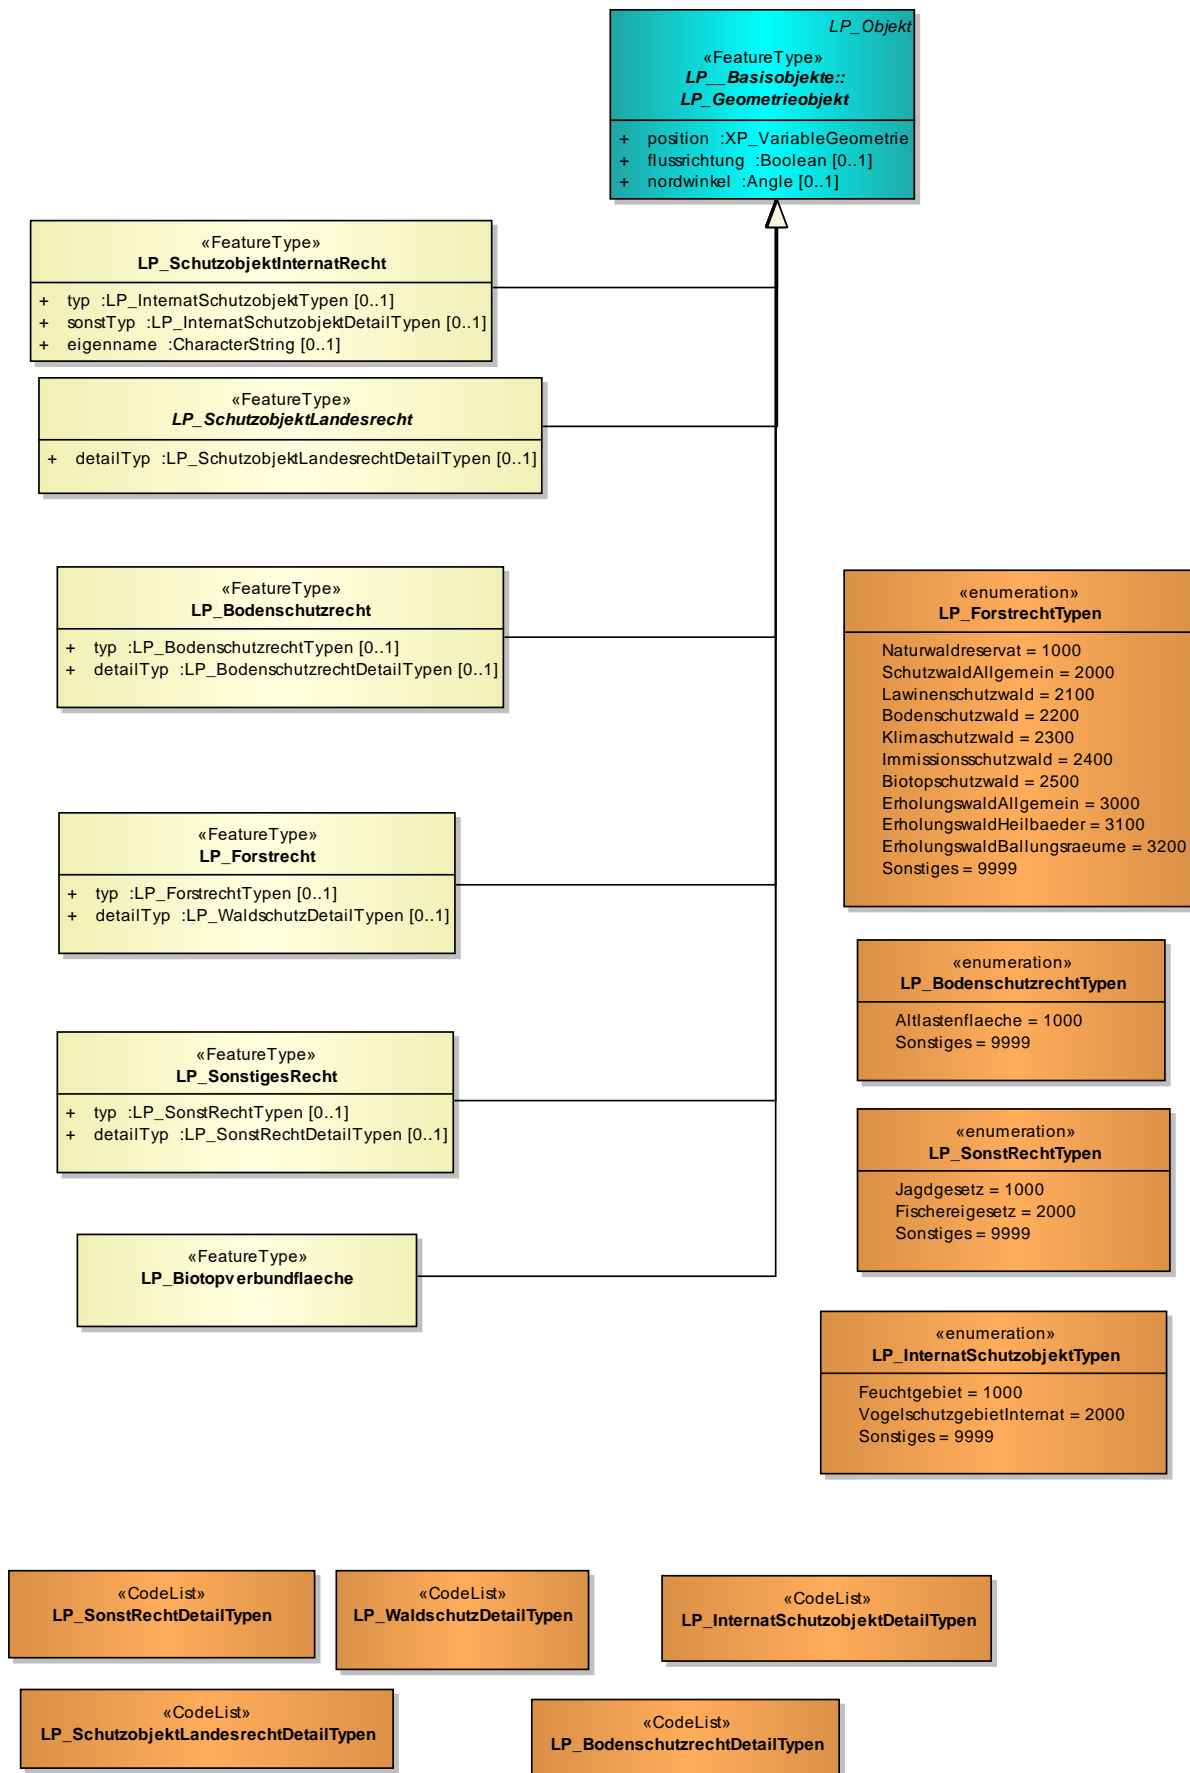 LP_Objekt
«FeatureType»
LP__Basisobjekte::
LP_Geometrieobjekt
+ position :XP_VariableGeometrie
+ flussrichtung :Boolean [0..1]
+ nordwinkel :Angle [0..1]
«FeatureType»
LP_SchutzobjektInternatRecht
+ typ :LP_InternatSchutzobjektTypen [0..1]
+ sonstTyp :LP_InternatSchutzobjektDetailTypen [0..1]
+ eigenname :CharacterString [0..1]
«FeatureType»
LP_SchutzobjektLandesrecht
+ detailTyp :LP_SchutzobjektLandesrechtDetailTypen [0..1]
«FeatureType»
LP_Bodenschutzrecht
+ typ :LP_BodenschutzrechtTypen [0..1]
+ detailTyp :LP_BodenschutzrechtDetailTypen [0..1]
«FeatureType»
LP_Forstrecht
+ typ :LP_ForstrechtTypen [0..1]
+ detailTyp :LP_WaldschutzDetailTypen [0..1]
«FeatureType»
LP_SonstigesRecht
+ typ :LP_SonstRechtTypen [0..1]
+ detailTyp :LP_SonstRechtDetailTypen [0..1]
«FeatureType»
LP_Biotopverbundflaeche
«enumeration»
LP_ForstrechtTypen
Naturwaldreservat = 1000
SchutzwaldAllgemein = 2000
Lawinenschutzwald = 2100
Bodenschutzwald = 2200
Klimaschutzwald = 2300
Immissionsschutzwald = 2400
Biotopschutzwald = 2500
ErholungswaldAllgemein = 3000
ErholungswaldHeilbaeder = 3100
ErholungswaldBallungsraeume = 3200
Sonstiges = 9999
«enumeration»
LP_BodenschutzrechtTypen
Altlastenflaeche = 1000
Sonstiges = 9999
«enumeration»
LP_SonstRechtTypen
Jagdgesetz = 1000
Fischereigesetz = 2000
Sonstiges = 9999
«enumeration»
LP_InternatSchutzobjektTypen
Feuchtgebiet = 1000
VogelschutzgebietInternat = 2000
Sonstiges = 9999
«CodeList»
LP_SonstRechtDetailTypen
«CodeList»
LP_WaldschutzDetailTypen
«CodeList»
LP_InternatSchutzobjektDetailTypen
«CodeList»
LP_SchutzobjektLandesrechtDetailTypen
«CodeList»
LP_BodenschutzrechtDetailTypen